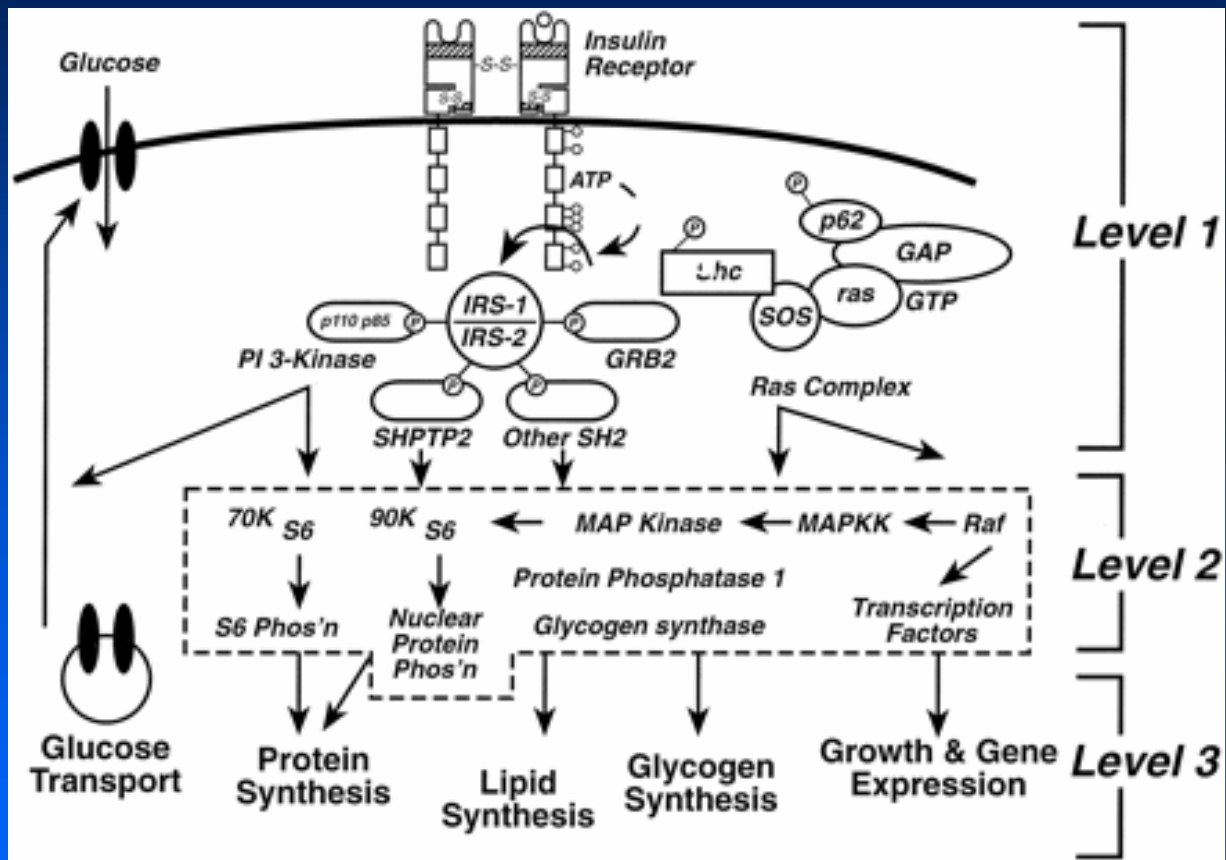 Glucose
Insulin
Receptor
-S-S-
S-S
S-S
ATP
P
p62
GAP
P
Shc
ras
GTP
SOS
p110 p85
P
IRS-1
IRS-2
P
PI 3-Kinase
GRB2
P
P
SHPTP2
Other SH2
Ras Complex
Level 1
70K S6
90K S6
MAP Kinase
MAPKK
Raf
Protein Phosphatase 1
S6 Phos'n
Nuclear
Protein
Phos'n
Glycogen synthase
Transcription
Factors
Level 2
Glucose
Transport
Protein
Synthesis
Lipid
Synthesis
Glycogen
Synthesis
Growth & Gene
Expression
Level 3